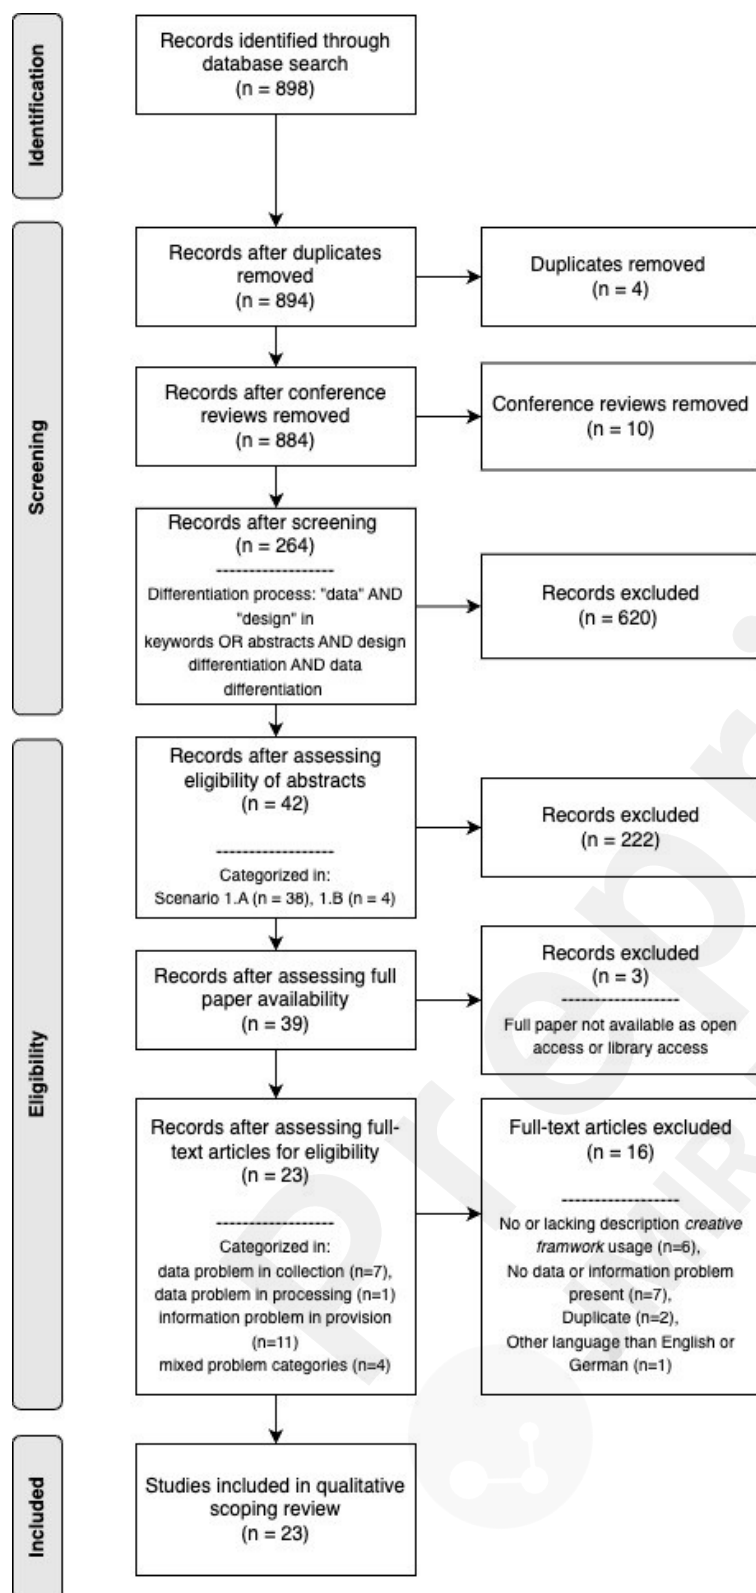 Identification
Records identified through
database search
(n = 898)
Screening
Records after duplicates
removed
(n = 894)
Duplicates removed
(n = 4)
Records after conference
reviews removed
(n = 884)
Conference reviews removed
(n = 10)
Records after screening
(n = 264)
-------------------
Differentiation process: "data" AND
"design" in
keywords OR abstracts AND design
differentiation AND data
differentiation
Records excluded
(n = 620)
Eligibility
Records after assessing
eligibility of abstracts
(n = 42)
-------------------
Categorized in:
Scenario 1.A (n = 38), 1.B (n = 4)
Records excluded
(n = 222)
Records after assessing full
paper availability
(n = 39)
Records excluded
(n = 3)
-------------------
Full paper not available as open
access or library access
Records after assessing full-
text articles for eligibility
(n = 23)
-------------------
Categorized in:
data problem in collection (n=7),
data problem in processing (n=1)
information problem in provision
(n=11)
mixed problem categories (n=4)
Full-text articles excluded
(n = 16)
-------------------
No or lacking description creative
framwork usage (n=6),
No data or information problem
present (n=7),
Duplicate (n=2),
Other language than English or
German (n=1)
Included
Studies included in qualitative
scoping review
(n = 23)
Prepri
JMIR